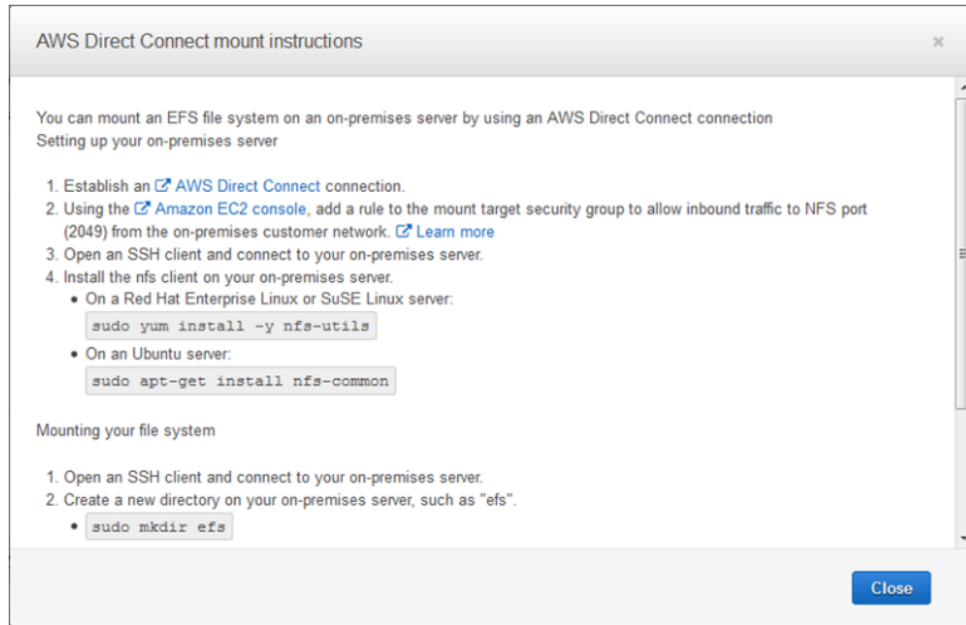 AWS Direct Connect mount instructions
You can mount an EFS file system on an on-premises server by using an AWS Direct Connect connection
Setting up your on-premises server
1. Establish an AWS Direct Connect connection.
2. Using the Amazon EC2 console, add a rule to the mount target security group to allow inbound traffic to NFS port
(2049) from the on-premises customer network. Learn more
3. Open an SSH client and connect to your on-premises server.
4. Install the nfs client on your on-premises server.
• On a Red Hat Enterprise Linux or SuSE Linux server:
sudo yum install -y nfs-utils
• On an Ubuntu server:
sudo apt-get install nfs-common
Mounting your file system
1. Open an SSH client and connect to your on-premises server.
2. Create a new directory on your on-premises server, such as "efs".
• sudo mkdir efs
Close